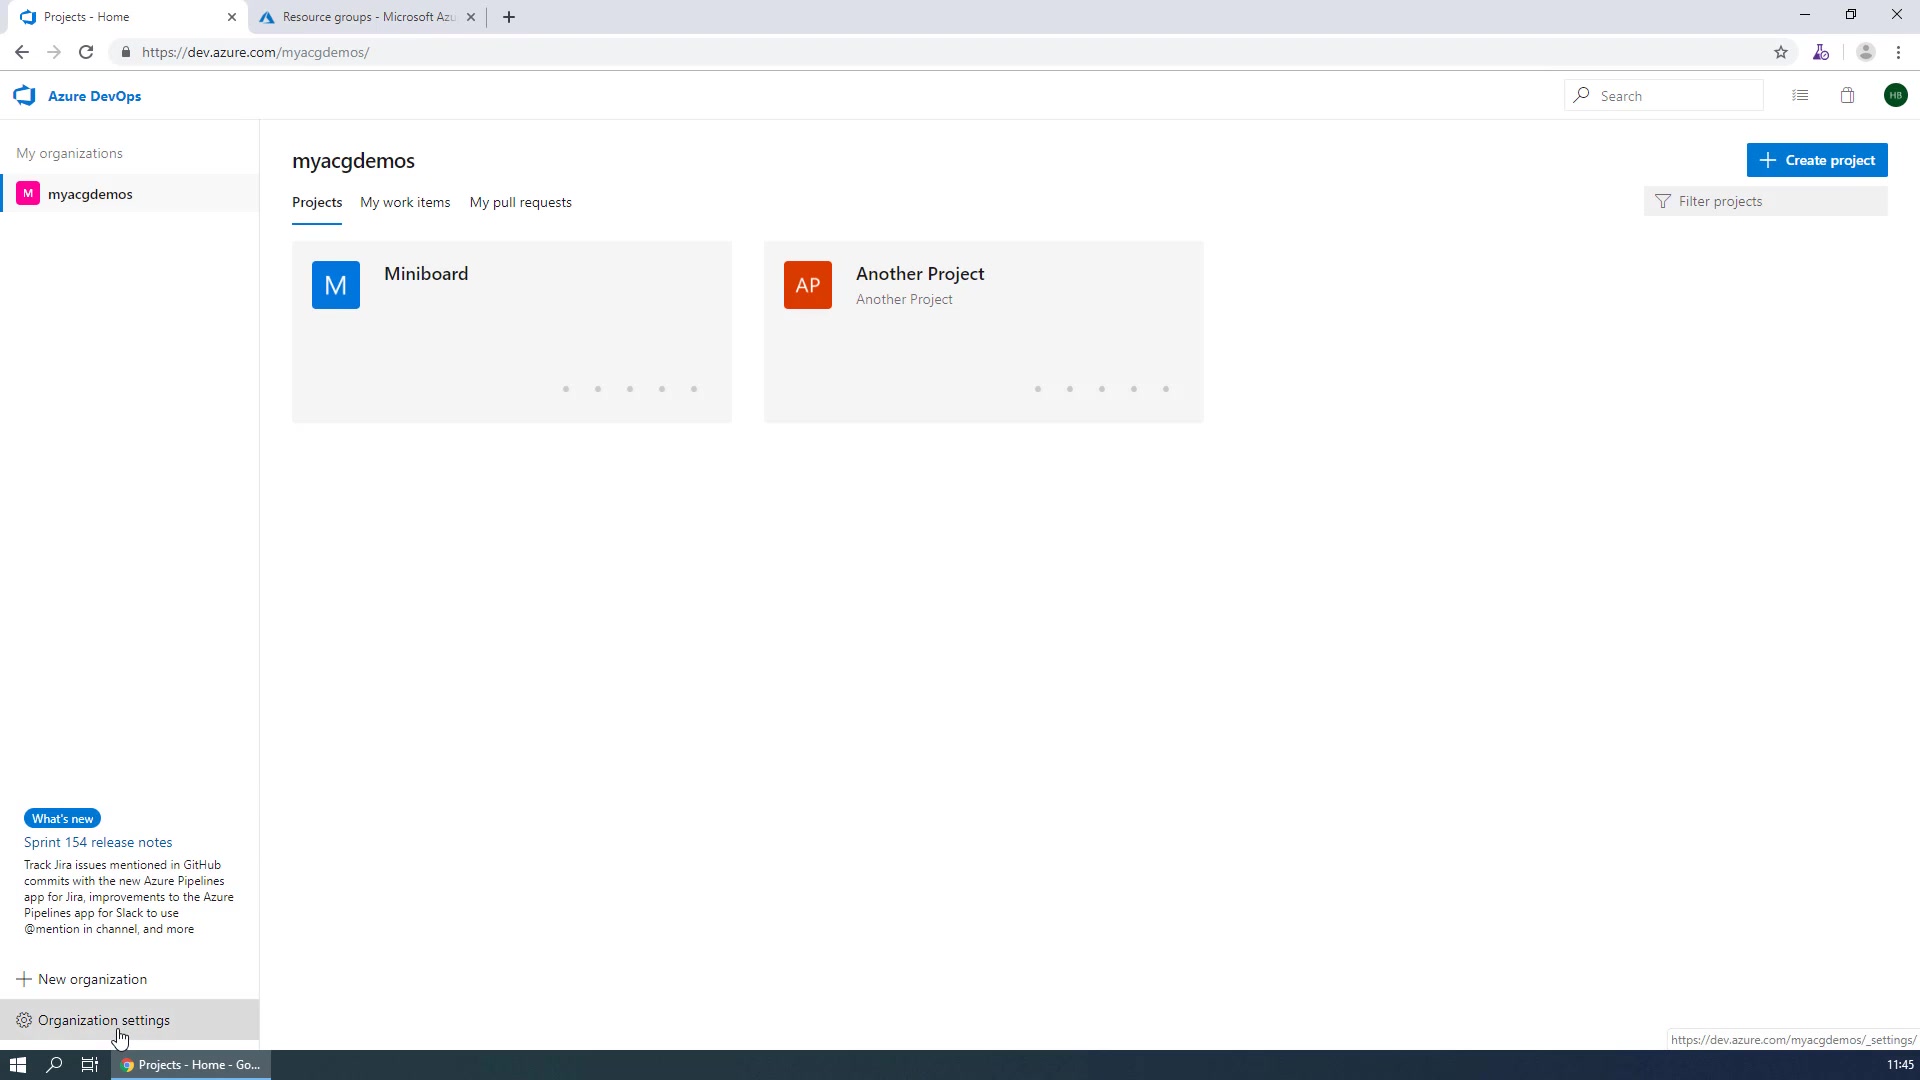 Projects - Home
Resource groups - Microsoft Azu
https://dev.azure.com/myacgdemos/
Azure DevOps
Search
HB
My organizations
M
myacgdemos
myacgdemos
Create project
Projects
My work items
My pull requests
Filter projects
M
Miniboard
AP
Another Project
Another Project
What's new
Sprint 154 release notes
Track Jira issues mentioned in GitHub
commits with the new Azure Pipelines
app for Jira, improvements to the Azure
Pipelines app for Slack to use
@mention in channel, and more
New organization
Organization settings
https://dev.azure.com/myacgdemos/_settings/
Projects - Home - Go...
11:45